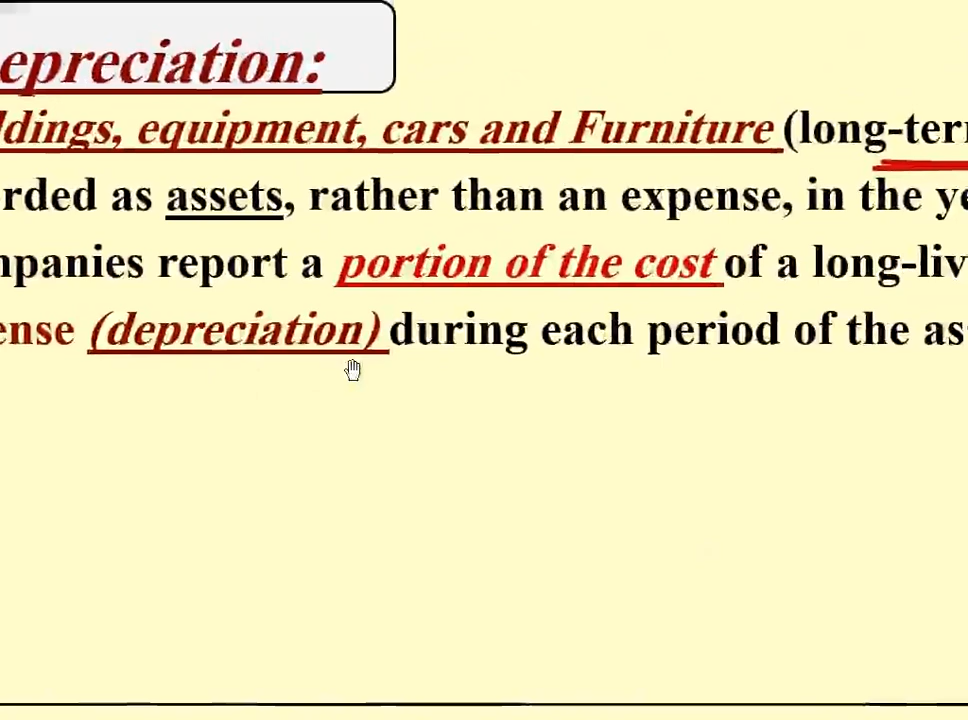 epreciation:
ldings, equipment, cars and Furniture (long-terr
rded as assets, rather than an expense, in the ye
npanies report a portion of the cost of a long-liv
ense (depreciation) during each period of the as